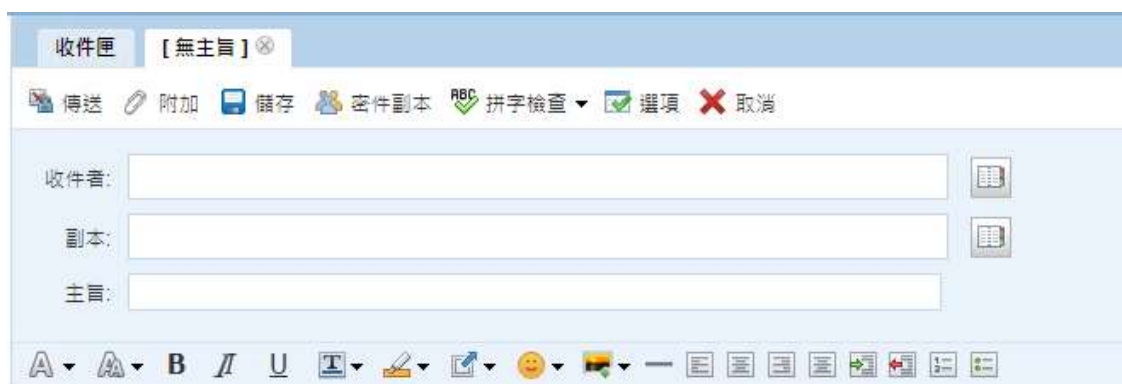 收件匣 [ 無主旨 ]
傳送 附加 儲存 密件副本 ABC 拼字檢查 選項 取消
收件者:
副本:
主旨:
A A B I U T